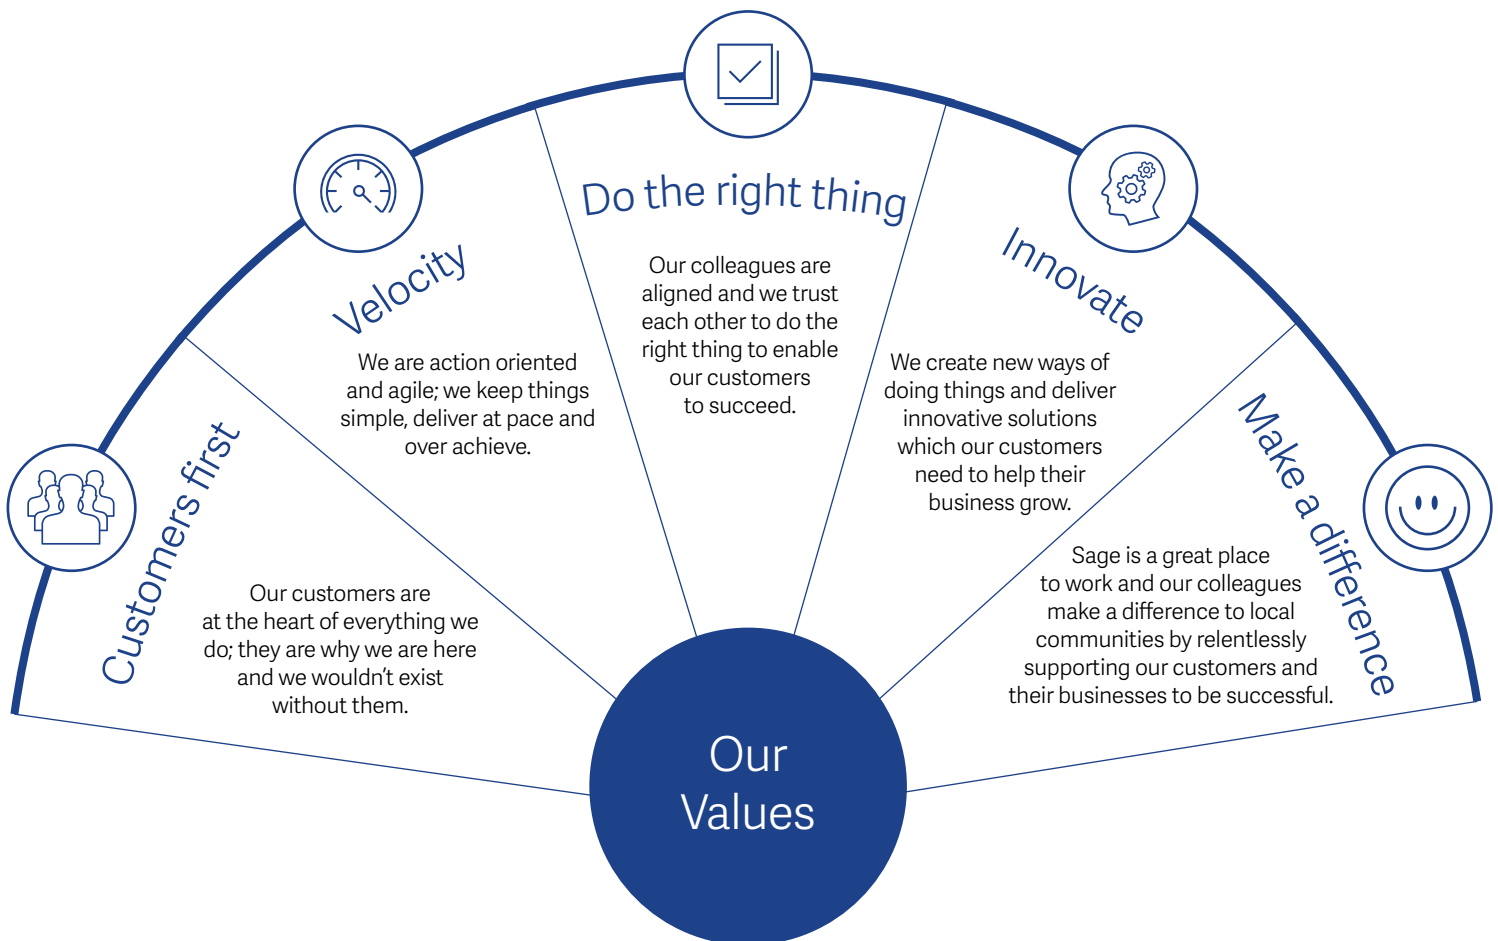 Customers first
Our customers are
at the heart of everything we
do; they are why we are here
and we wouldn’t exist
without them.
Velocity
We are action oriented
and agile; we keep things
simple, deliver at pace and
over achieve.
Do the right thing
Our colleagues are
aligned and we trust
each other to do the
right thing to enable
our customers
to succeed.
Innovate
We create new ways of
doing things and deliver
innovative solutions
which our customers
need to help their
business grow.
Make a difference
Sage is a great place
to work and our colleagues
make a difference to local
communities by relentlessly
supporting our customers and
their businesses to be successful.
Our
Values